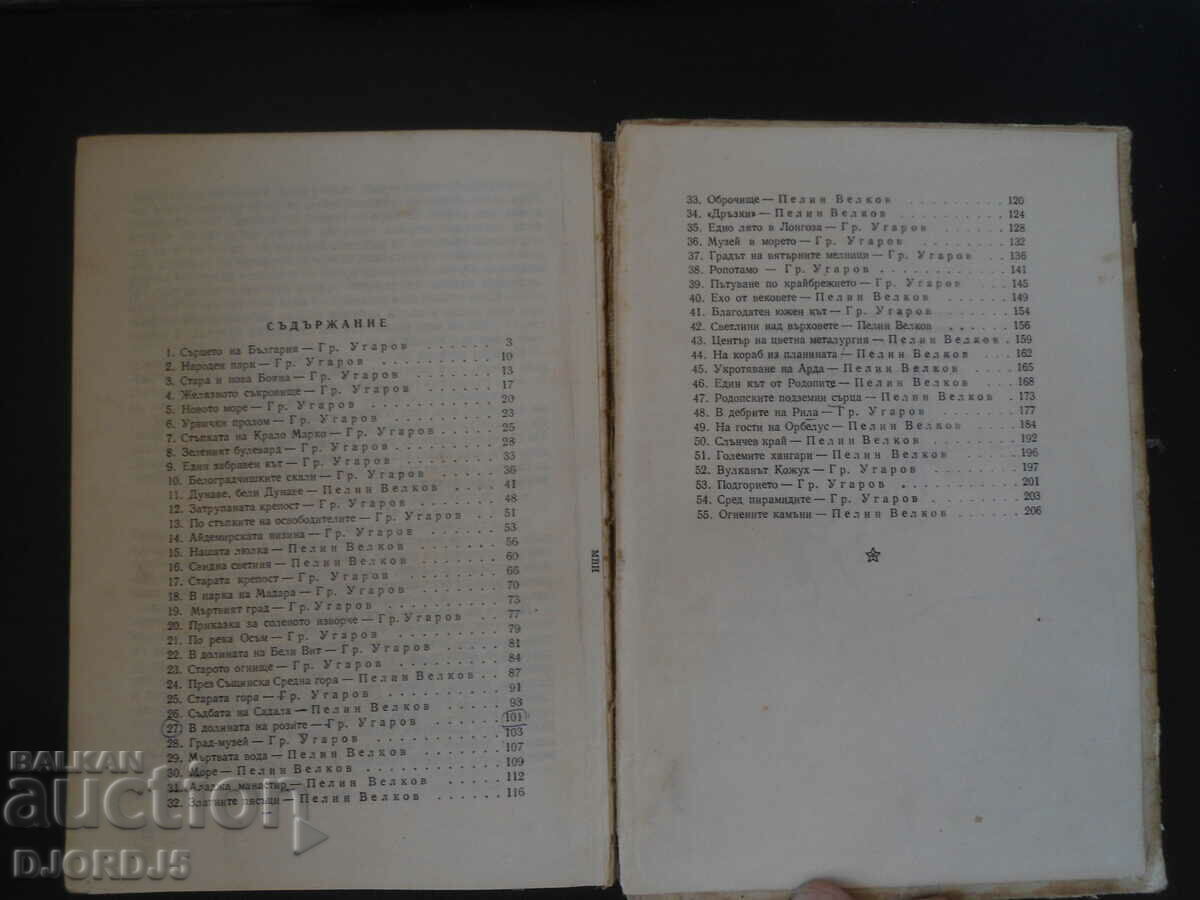 СЪДЪРЖАНИЕ
1. Сърцето на България — Гр. Угаров . . . . . . 3
2. Народен парк — Гр. Угаров . . . . . . 10
3. Стара и нова Бояна — Гр. Угаров . . . . . . 13
4. Желязното съкровище — Гр. Угаров . . . . . . 17
5. Новото море — Гр. Угаров . . . . . . 20
6. Урвички пролом — Гр. Угаров . . . . . . 23
7. Стъпката на Крало Марко — Гр. Угаров . . . . . . 25
8. Зеленият булевард — Гр. Угаров . . . . . . 28
9. Един забравен кът — Гр. Угаров . . . . . . 33
10. Белоградчишките скали — Гр. Угаров . . . . . . 36
11. Дунаве, бели Дунаве — Пелин Велков . . . . . . 41
12. Затрупаната крепост — Гр. Угаров . . . . . . 48
13. По стъпките на освободителите — Гр. Угаров . . . . . . 51
14. Айдемирската низина — Гр. Угаров . . . . . . 53
15. Нашата люлка — Пелин Велков . . . . . . 56
16. Свидна светиня — Пелин Велков . . . . . . 60
17. Старата крепост — Гр. Угаров . . . . . . 66
18. В парка на Мадара — Гр. Угаров . . . . . . 70
19. Мъртвият град — Гр. Угаров . . . . . . 73
20. Приказка за соленото изворче — Гр. Угаров . . . . . . 77
21. По река Осъм — Гр. Угаров . . . . . . 79
22. В долината на Бели Вит — Гр. Угаров . . . . . . 81
23. Старото огнище — Гр. Угаров . . . . . . 84
24. През Същинска Средна гора — Пелин Велков . . . 87
25. Старата гора — Гр. Угаров . . . . . . 91
26. Съдбата на Садала — Пелин Велков . . . . . . 93
27. В долината на розите — Гр. Угаров . . . . . . 101
28. Град-музей — Гр. Угаров . . . . . . 103
29. Мъртвата вода — Пелин Велков . . . . . . 107
30. Море — Пелин Велков . . . . . . 109
31. Аладжа манастир — Пелин Велков . . . . . . 112
32. Златните пясъци — Пелин Велков . . . . . . 116
МВН
33. Оброчище — Пелин Велков . . . . . . 120
34. «Дръзки» — Пелин Велков . . . . . . 124
35. Едно лято в Лонгоза — Гр. Угаров . . . . . . 128
36. Музей в морето — Гр. Угаров . . . . . . 132
37. Градът на вятърните мелници — Гр. Угаров . . 136
38. Ропотамо — Гр. Угаров . . . . . . 141
39. Пътуване по крайбрежието — Гр. Угаров . . . 145
40. Ехо от вековете — Пелин Велков . . . . . . 149
41. Благодатен южен кът — Гр. Угаров . . . . . . 154
42. Светлини над върховете — Пелин Велков . . . . . 156
43. Център на цветна металургия — Пелин Велков . 159
44. На кораб из планината — Пелин Велков . . . 162
45. Укротяване на Арда — Пелин Велков . . . . 165
46. Един кът от Родопите — Пелин Велков . . . . 168
47. Родопските подземни сърца — Пелин Велков . . 173
48. В дебрите на Рила — Гр. Угаров . . . . . . 177
49. На гости на Орбелус — Пелин Велков . . . . . 184
50. Слънчев край — Пелин Велков . . . . . . 192
51. Големите хангари — Пелин Велков . . . . . . 196
52. Вулканът Кожух — Гр. Угаров . . . . . . 197
53. Подгорието — Гр. Угаров . . . . . . 201
54. Сред пирамидите — Гр. Угаров . . . . . . 203
55. Огнените камъни — Пелин Велков . . . . . . 206
BALKAN
auction
DJORDJ5